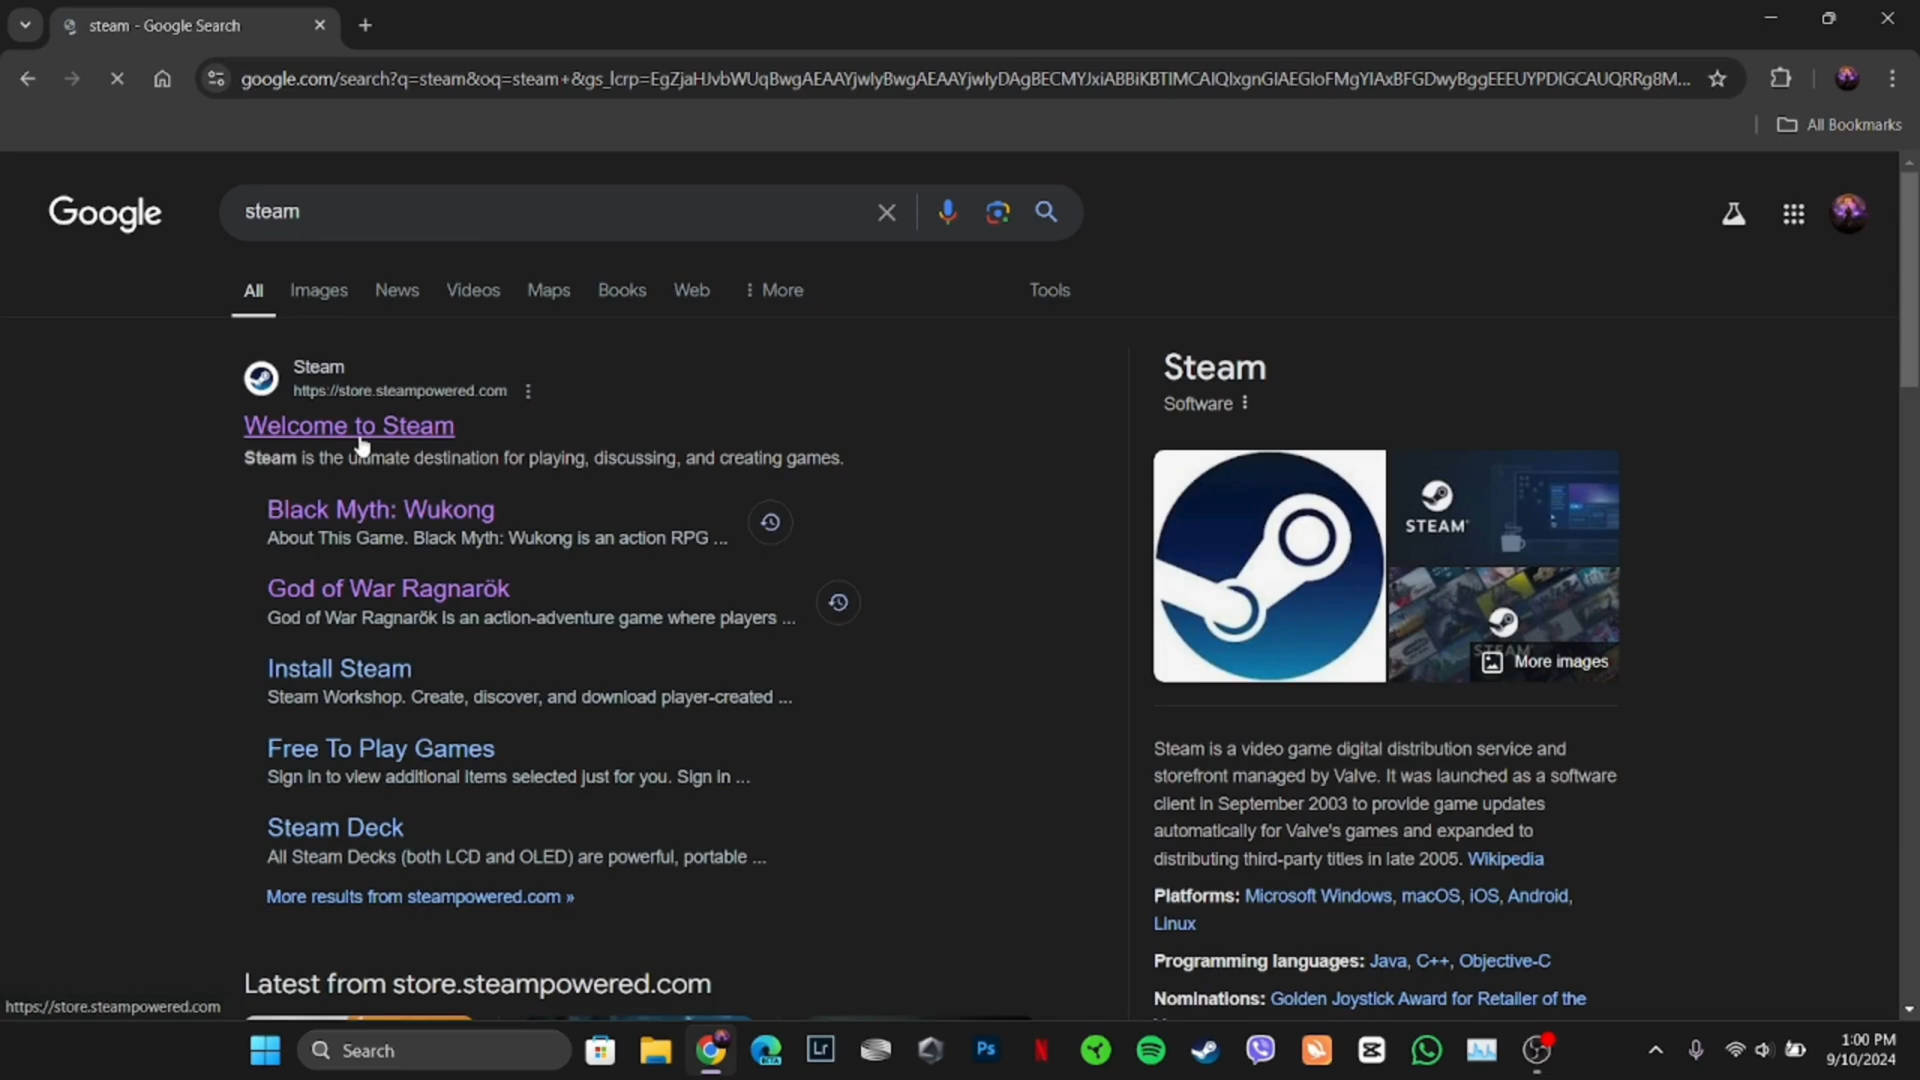 steam - Google Search
google.com/search?q=steam&oq=steam+&gs_lcrp=EgZjaHJvbWUqBwgAEAAYjwIyBwgAEAAYjwIyDAgBECMYJxiABBiKBTIMCAIQIxgnGIAEGIoFMgYIAxBFGDwyBggEEEUYPDIGCAUQRRg8M...
All Bookmarks
Google
steam
All Images News Videos Maps Books Web More Tools
Steam
https://store.steampowered.com
Welcome to Steam
Steam is the ultimate destination for playing, discussing, and creating games.
Black Myth: Wukong
About This Game. Black Myth: Wukong is an action RPG ...
God of War Ragnarök
God of War Ragnarök is an action-adventure game where players ...
Install Steam
Steam Workshop. Create, discover, and download player-created ...
Free To Play Games
Sign in to view additional items selected just for you. Sign in ...
Steam Deck
All Steam Decks (both LCD and OLED) are powerful, portable ...
More results from steampowered.com »
Latest from store.steampowered.com
Steam
Software
STEAM
More images
Steam is a video game digital distribution service and
storefront managed by Valve. It was launched as a software
client in September 2003 to provide game updates
automatically for Valve's games and expanded to
distributing third-party titles in late 2005. Wikipedia
Platforms: Microsoft Windows, macOS, iOS, Android,
Linux
Programming languages: Java, C++, Objective-C
Nominations: Golden Joystick Award for Retailer of the
https://store.steampowered.com
Search
Lr
Ps
1:00 PM
9/10/2024